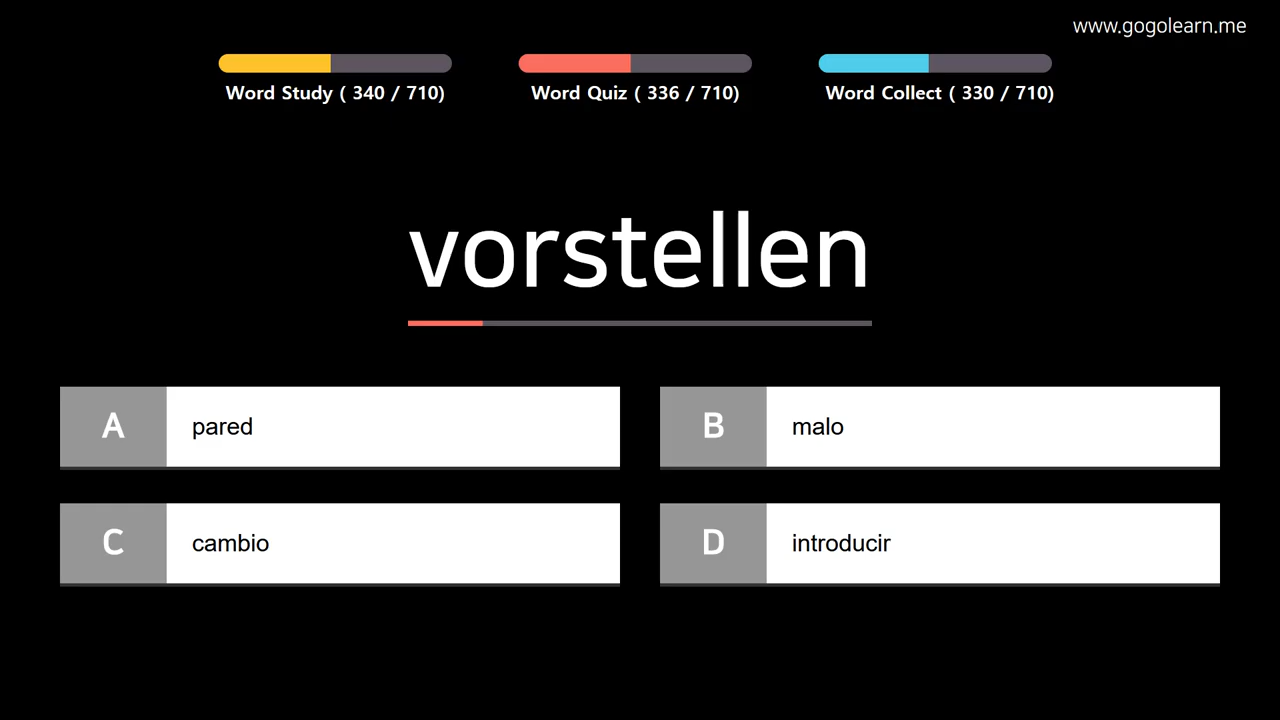 www.gogolearn.me
Word Study ( 340 / 710)
Word Quiz ( 336 / 710)
Word Collect ( 330 / 710)
vorstellen
A
pared
B
malo
C
cambio
D
introducir